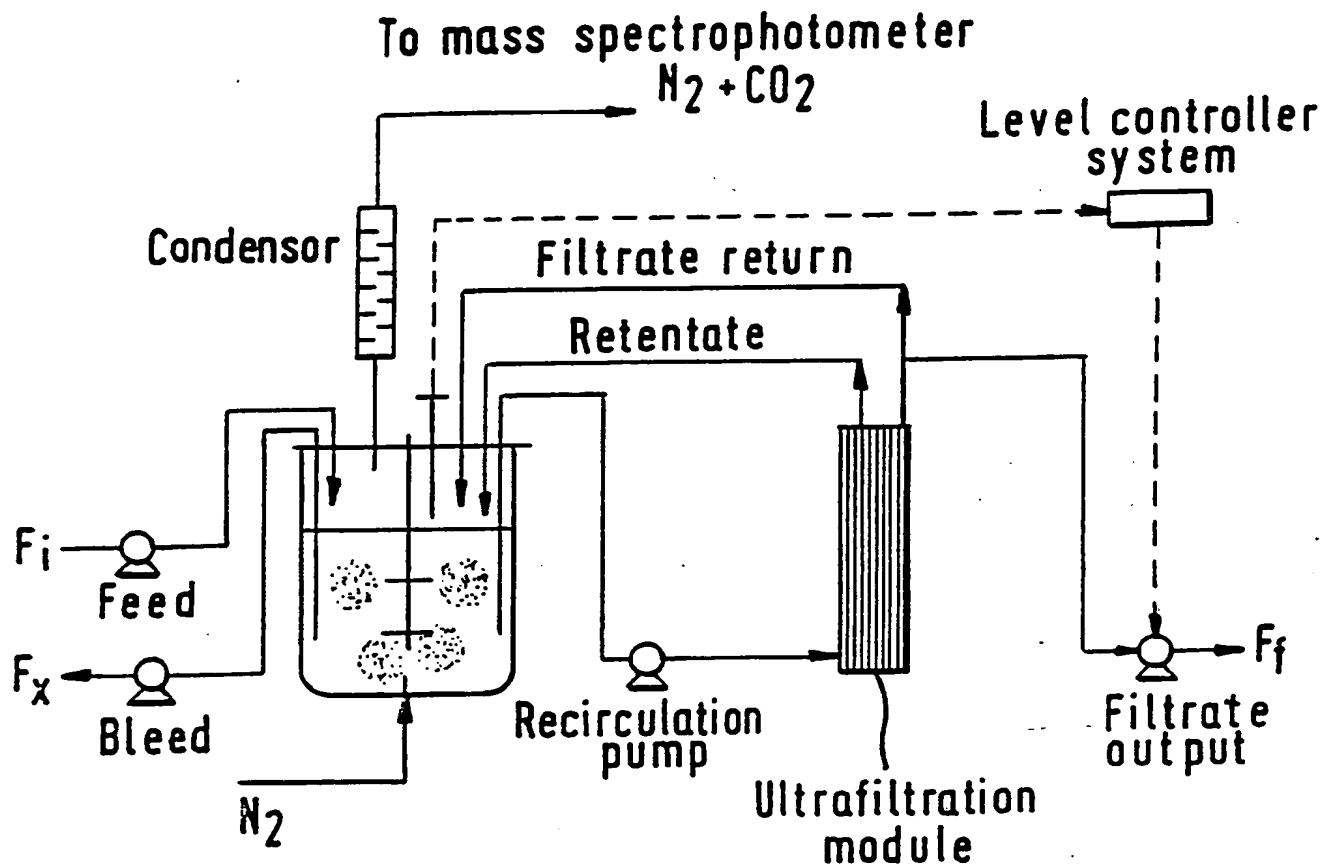 To mass spectrophotometer
N2 + CO2
Level controller
system
Condensor
Filtrate return
Retentate
Fi
Feed
Fx
Bleed
N2
Recirculation
pump
Ultrafiltration
module
Ff
Filtrate
output